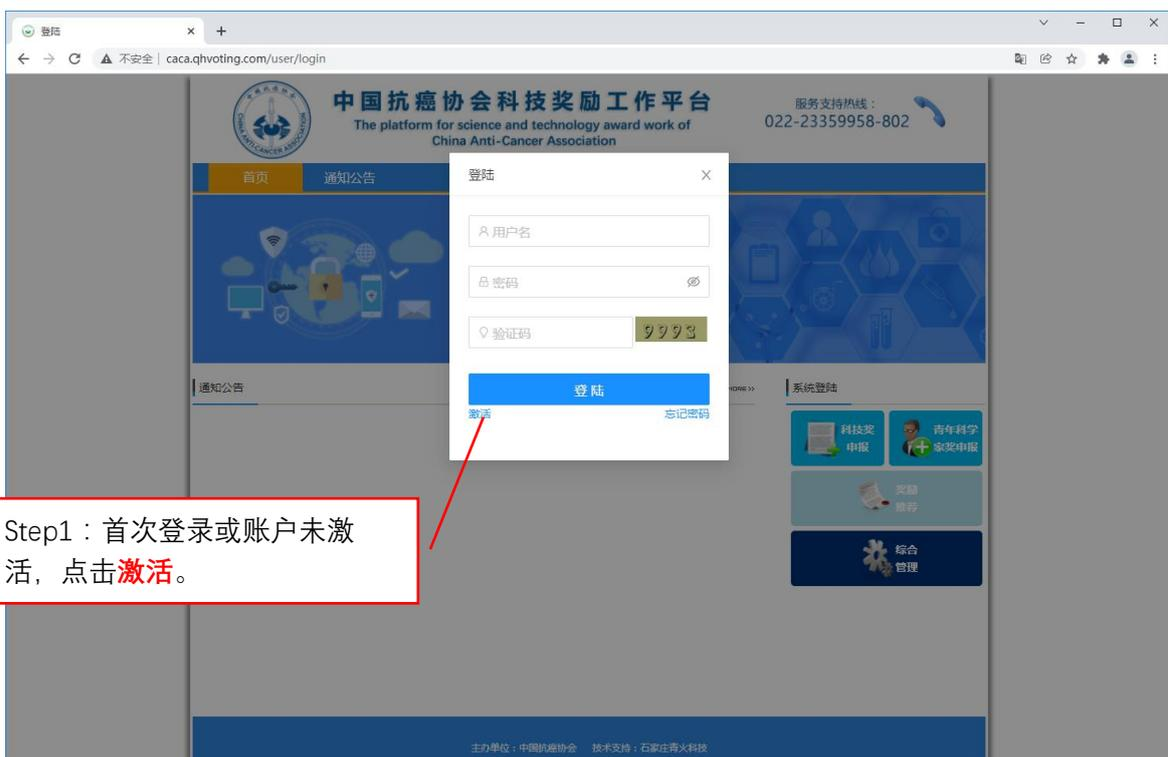 登陆
不安全 | caca.qhvoting.com/user/login
中国抗癌协会科技奖励工作平台
The platform for science and technology award work of
China Anti-Cancer Association
服务支持热线：
022-23359958-802
CHINA ANTI-CANCER ASSOCIATION
首页 通知公告
登陆
用户名
密码
验证码
9993
登 陆
激活 忘记密码
通知公告
MORE >>
系统登陆
科技奖
申报
青年科学
家奖申报
奖励
推荐
综合
管理
Step1：首次登录或账户未激
活，点击激活。
主办单位：中国抗癌协会 技术支持：石家庄青火科技